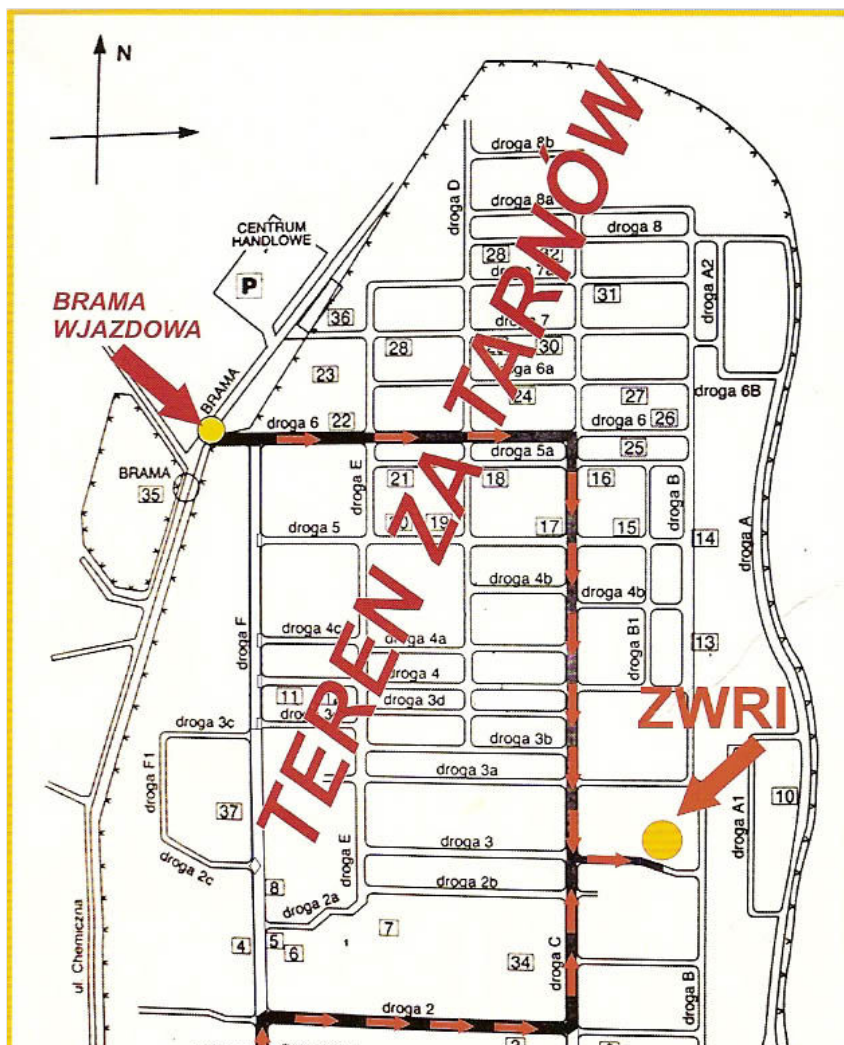 N
droga 8b
droga D
droga 8a
CENTRUM
HANDLOWE
droga 8
P
28
32
droga 7a
droga A2
BRAMA
WJAZDOWA
36
31
droga 7
28
30
droga 6a
23
BRAMA
24
27
droga 6B
droga 6
22
droga 6
26
25
droga 5a
BRAMA
35
droga E
21
18
16
droga B
20
19
17
15
14
droga 5
droga A
droga 4b
droga 4b
droga F
droga 4c
droga 4a
droga B1
13
droga 4
11
droga 3d
TEREN ZA TARNÓW
ZWRI
droga 3c
droga 3b
droga F1
droga 3a
37
10
droga A1
droga 3
droga E
droga 2c
8
droga 2b
droga 2a
7
4
5
6
34
droga C
ul. Chemiczna
droga B
droga 2